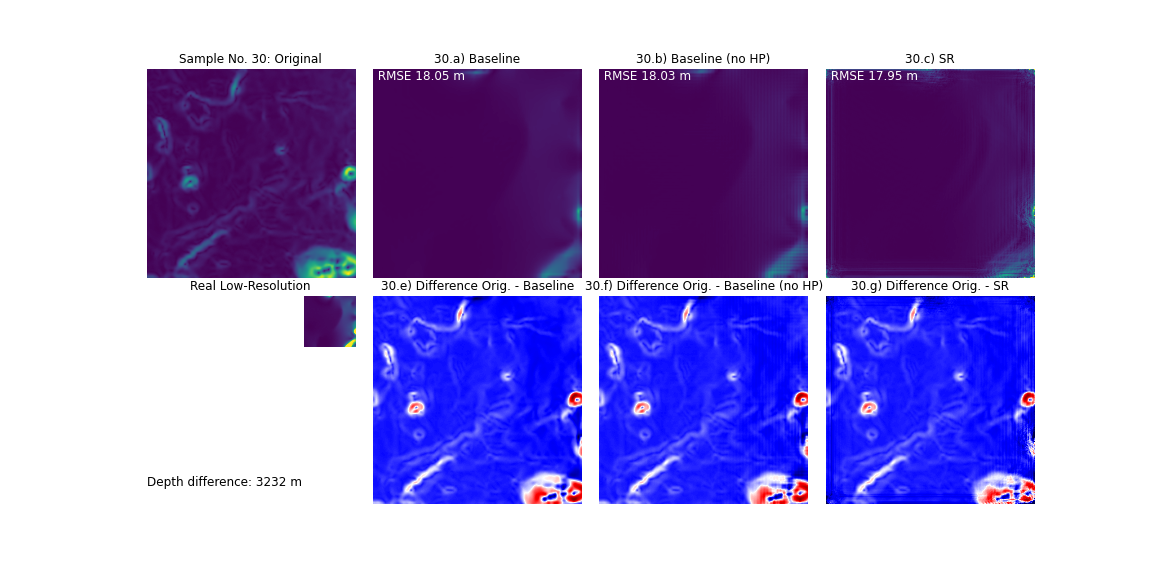 Sample No. 30: Original
30.a) Baseline
30.b) Baseline (no HP)
30.c) SR
RMSE 18.05 m
RMSE 18.03 m
RMSE 17.95 m
Real Low-Resolution
30.e) Difference Orig. - Baseline
30.f) Difference Orig. - Baseline (no HP)
30.g) Difference Orig. - SR
Depth difference: 3232 m